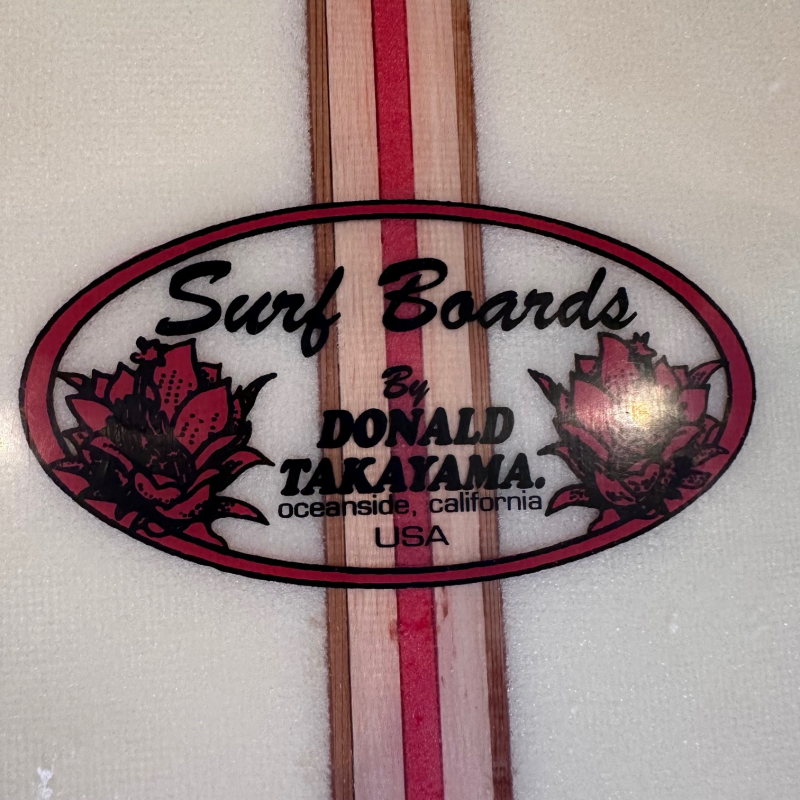 Surf Boards
By
DONALD
TAKAYAMA.
oceanside, california
USA